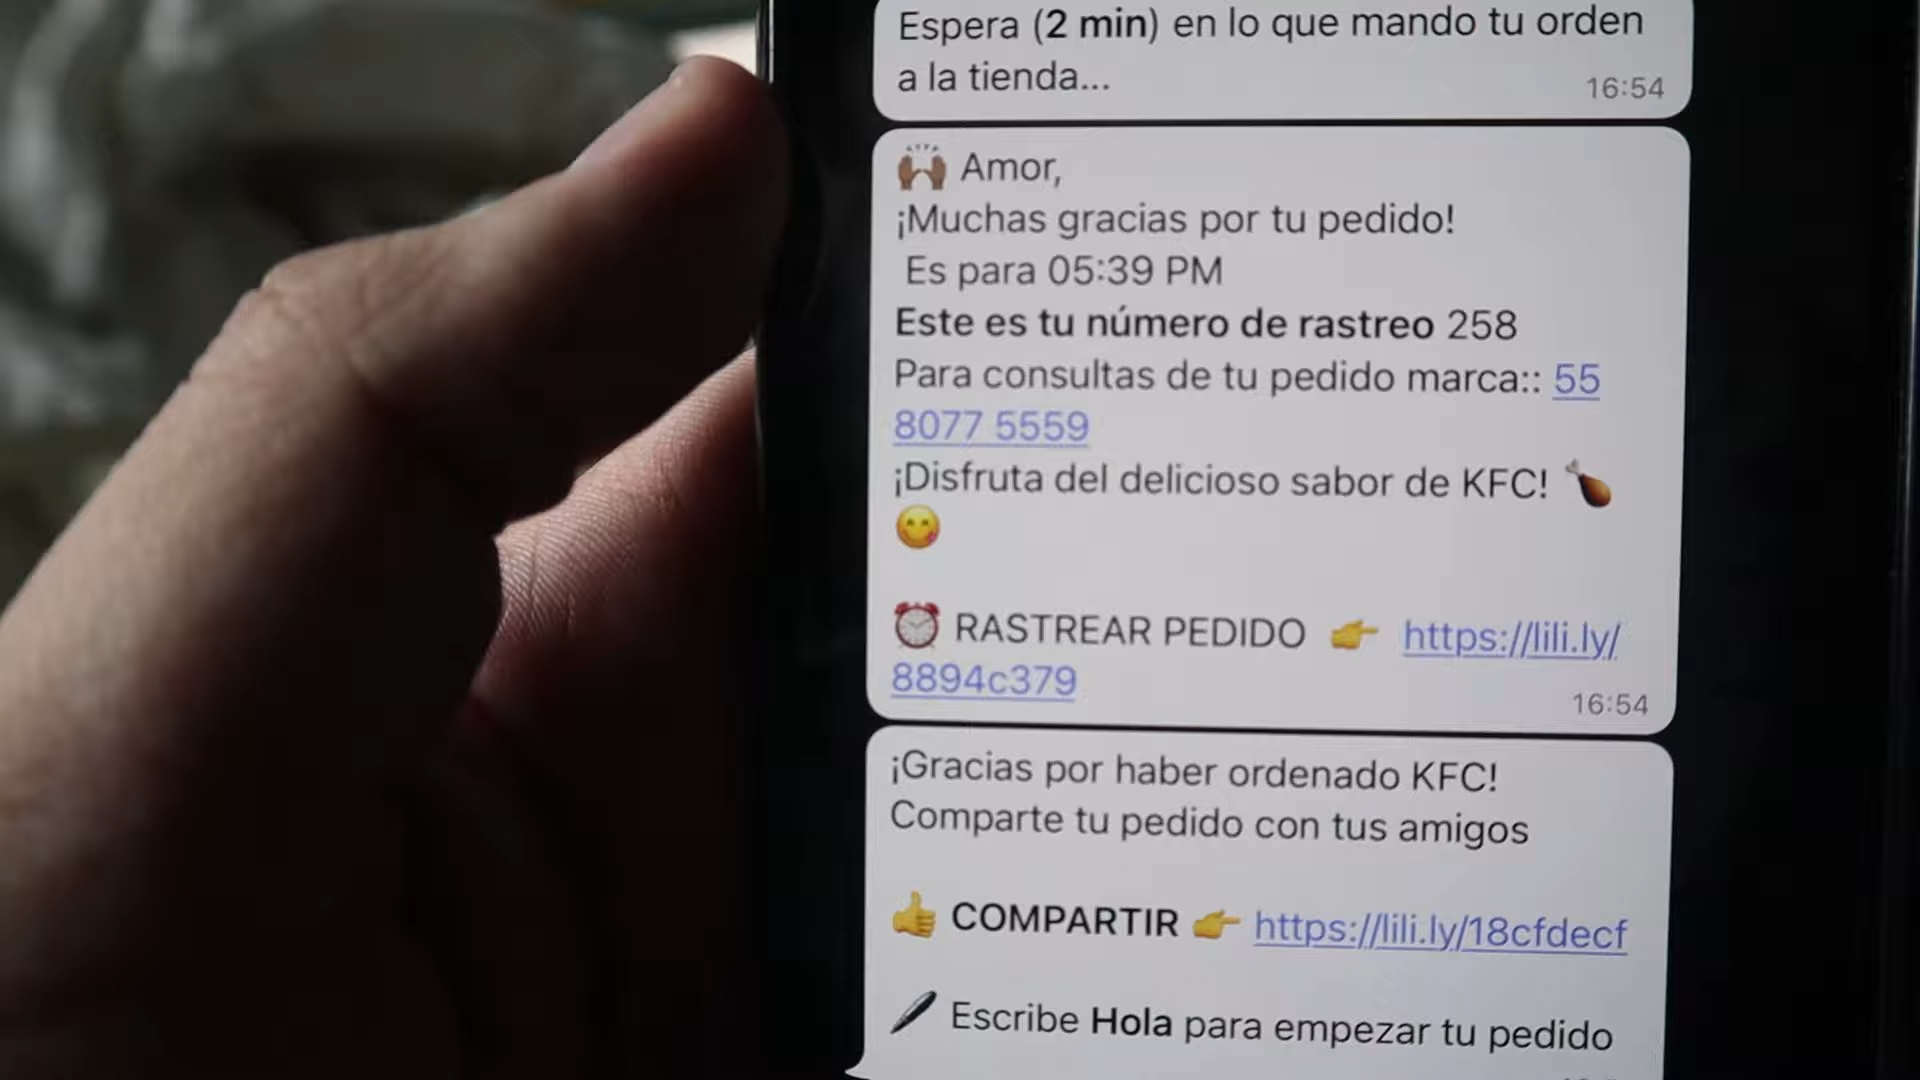 Espera (2 min) en lo que mando tu orden
a la tienda...
16:54
🙌🏾 Amor,
¡Muchas gracias por tu pedido!
Es para 05:39 PM
Este es tu número de rastreo 258
Para consultas de tu pedido marca:: 55
8077 5559
¡Disfruta del delicioso sabor de KFC! 🍗
😋
⏰ RASTREAR PEDIDO 👉 https://lili.ly/
8894c379
16:54
¡Gracias por haber ordenado KFC!
Comparte tu pedido con tus amigos
👍 COMPARTIR 👉 https://lili.ly/18cfdecf
🖊 Escribe Hola para empezar tu pedido